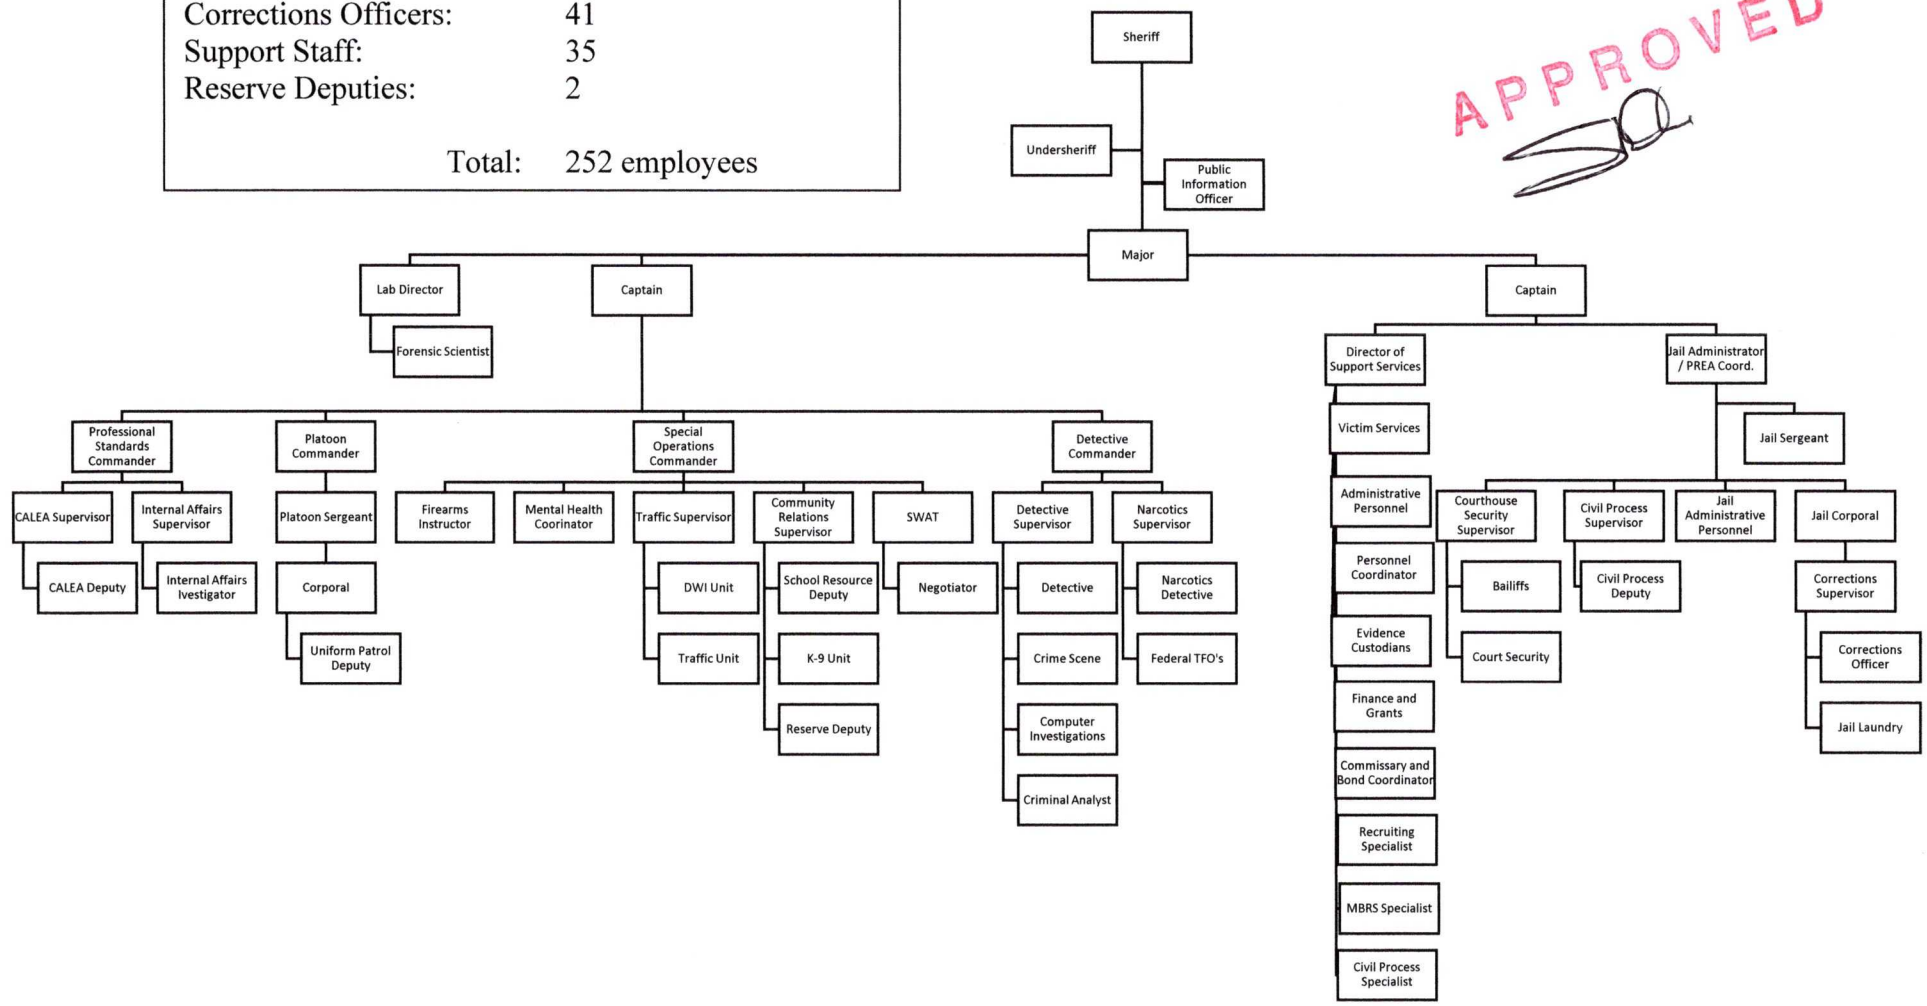 Corrections Officers: 41
Support Staff: 35
Reserve Deputies: 2
Total: 252 employees
APPROVED
Sheriff
Undersheriff
Public
Information
Officer
Major
Lab Director
Captain
Captain
Forensic Scientist
Director of
Support Services
Jail Administrator
/ PREA Coord.
Professional
Standards
Commander
Platoon
Commander
Special
Operations
Commander
Detective
Commander
Victim Services
Jail Sergeant
CALEA Supervisor
Internal Affairs
Supervisor
Platoon Sergeant
Firearms
Instructor
Mental Health
Coorinator
Traffic Supervisor
Community
Relations
Supervisor
SWAT
Detective
Supervisor
Narcotics
Supervisor
Administrative
Personnel
Courthouse
Security
Supervisor
Civil Process
Supervisor
Jail
Administrative
Personnel
Jail Corporal
CALEA Deputy
Internal Affairs
Ivestigator
Corporal
DWI Unit
School Resource
Deputy
Negotiator
Detective
Narcotics
Detective
Personnel
Coordinator
Bailiffs
Civil Process
Deputy
Corrections
Supervisor
Uniform Patrol
Deputy
Traffic Unit
K-9 Unit
Crime Scene
Federal TFO's
Evidence
Custodians
Court Security
Corrections
Officer
Reserve Deputy
Computer
Investigations
Finance and
Grants
Jail Laundry
Criminal Analyst
Commissary and
Bond Coordinator
Recruiting
Specialist
MBRS Specialist
Civil Process
Specialist